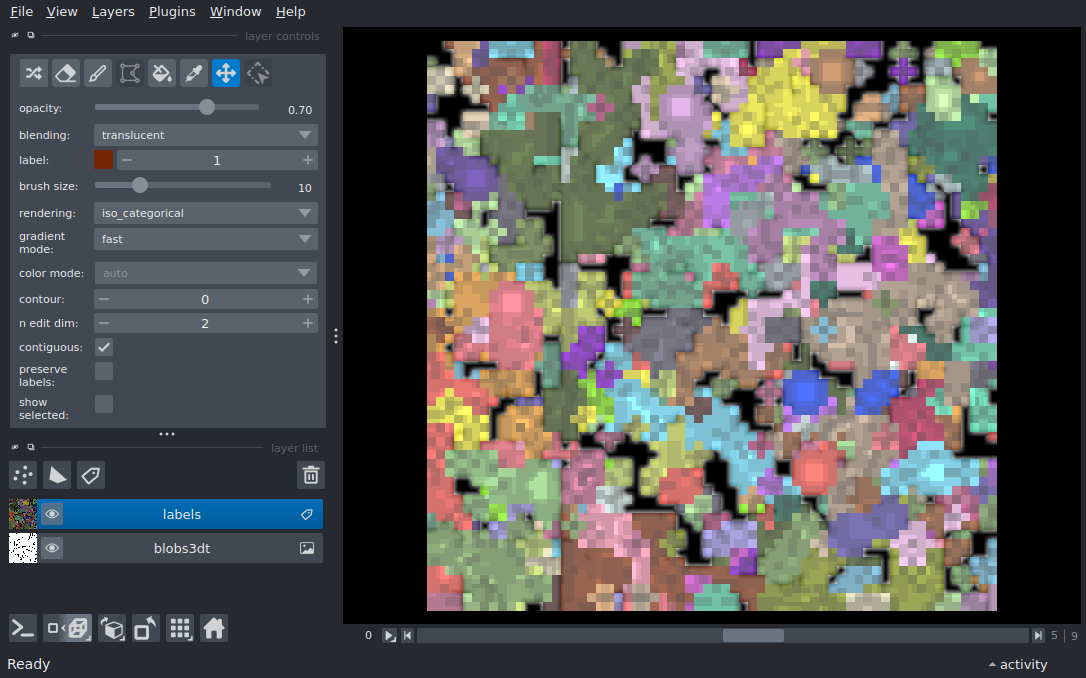 File View Layers Plugins Window Help
layer controls
opacity: 0.70
blending: translucent
label: 1
brush size: 10
rendering: iso_categorical
gradient
mode: fast
color mode: auto
contour: 0
n edit dim: 2
contiguous:
preserve
labels:
show
selected:
layer list
labels
blobs3dt
0 5 9
Ready activity